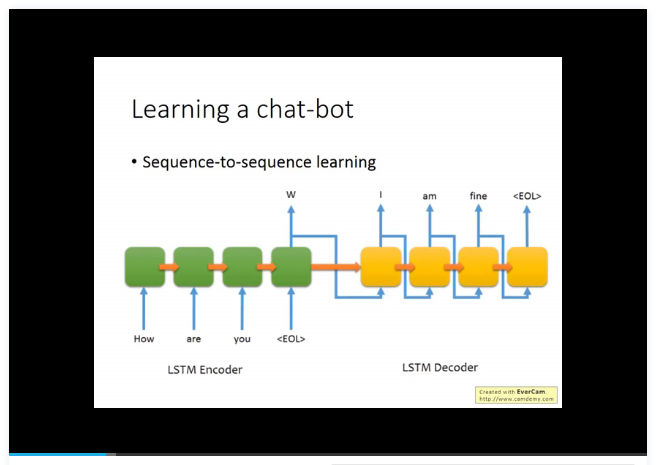 Learning a chat-bot
• Sequence-to-sequence learning
W I am fine <EOL>
How are you <EOL>
LSTM Encoder
LSTM Decoder
Created with EverCam.
http://www.camdemy.com